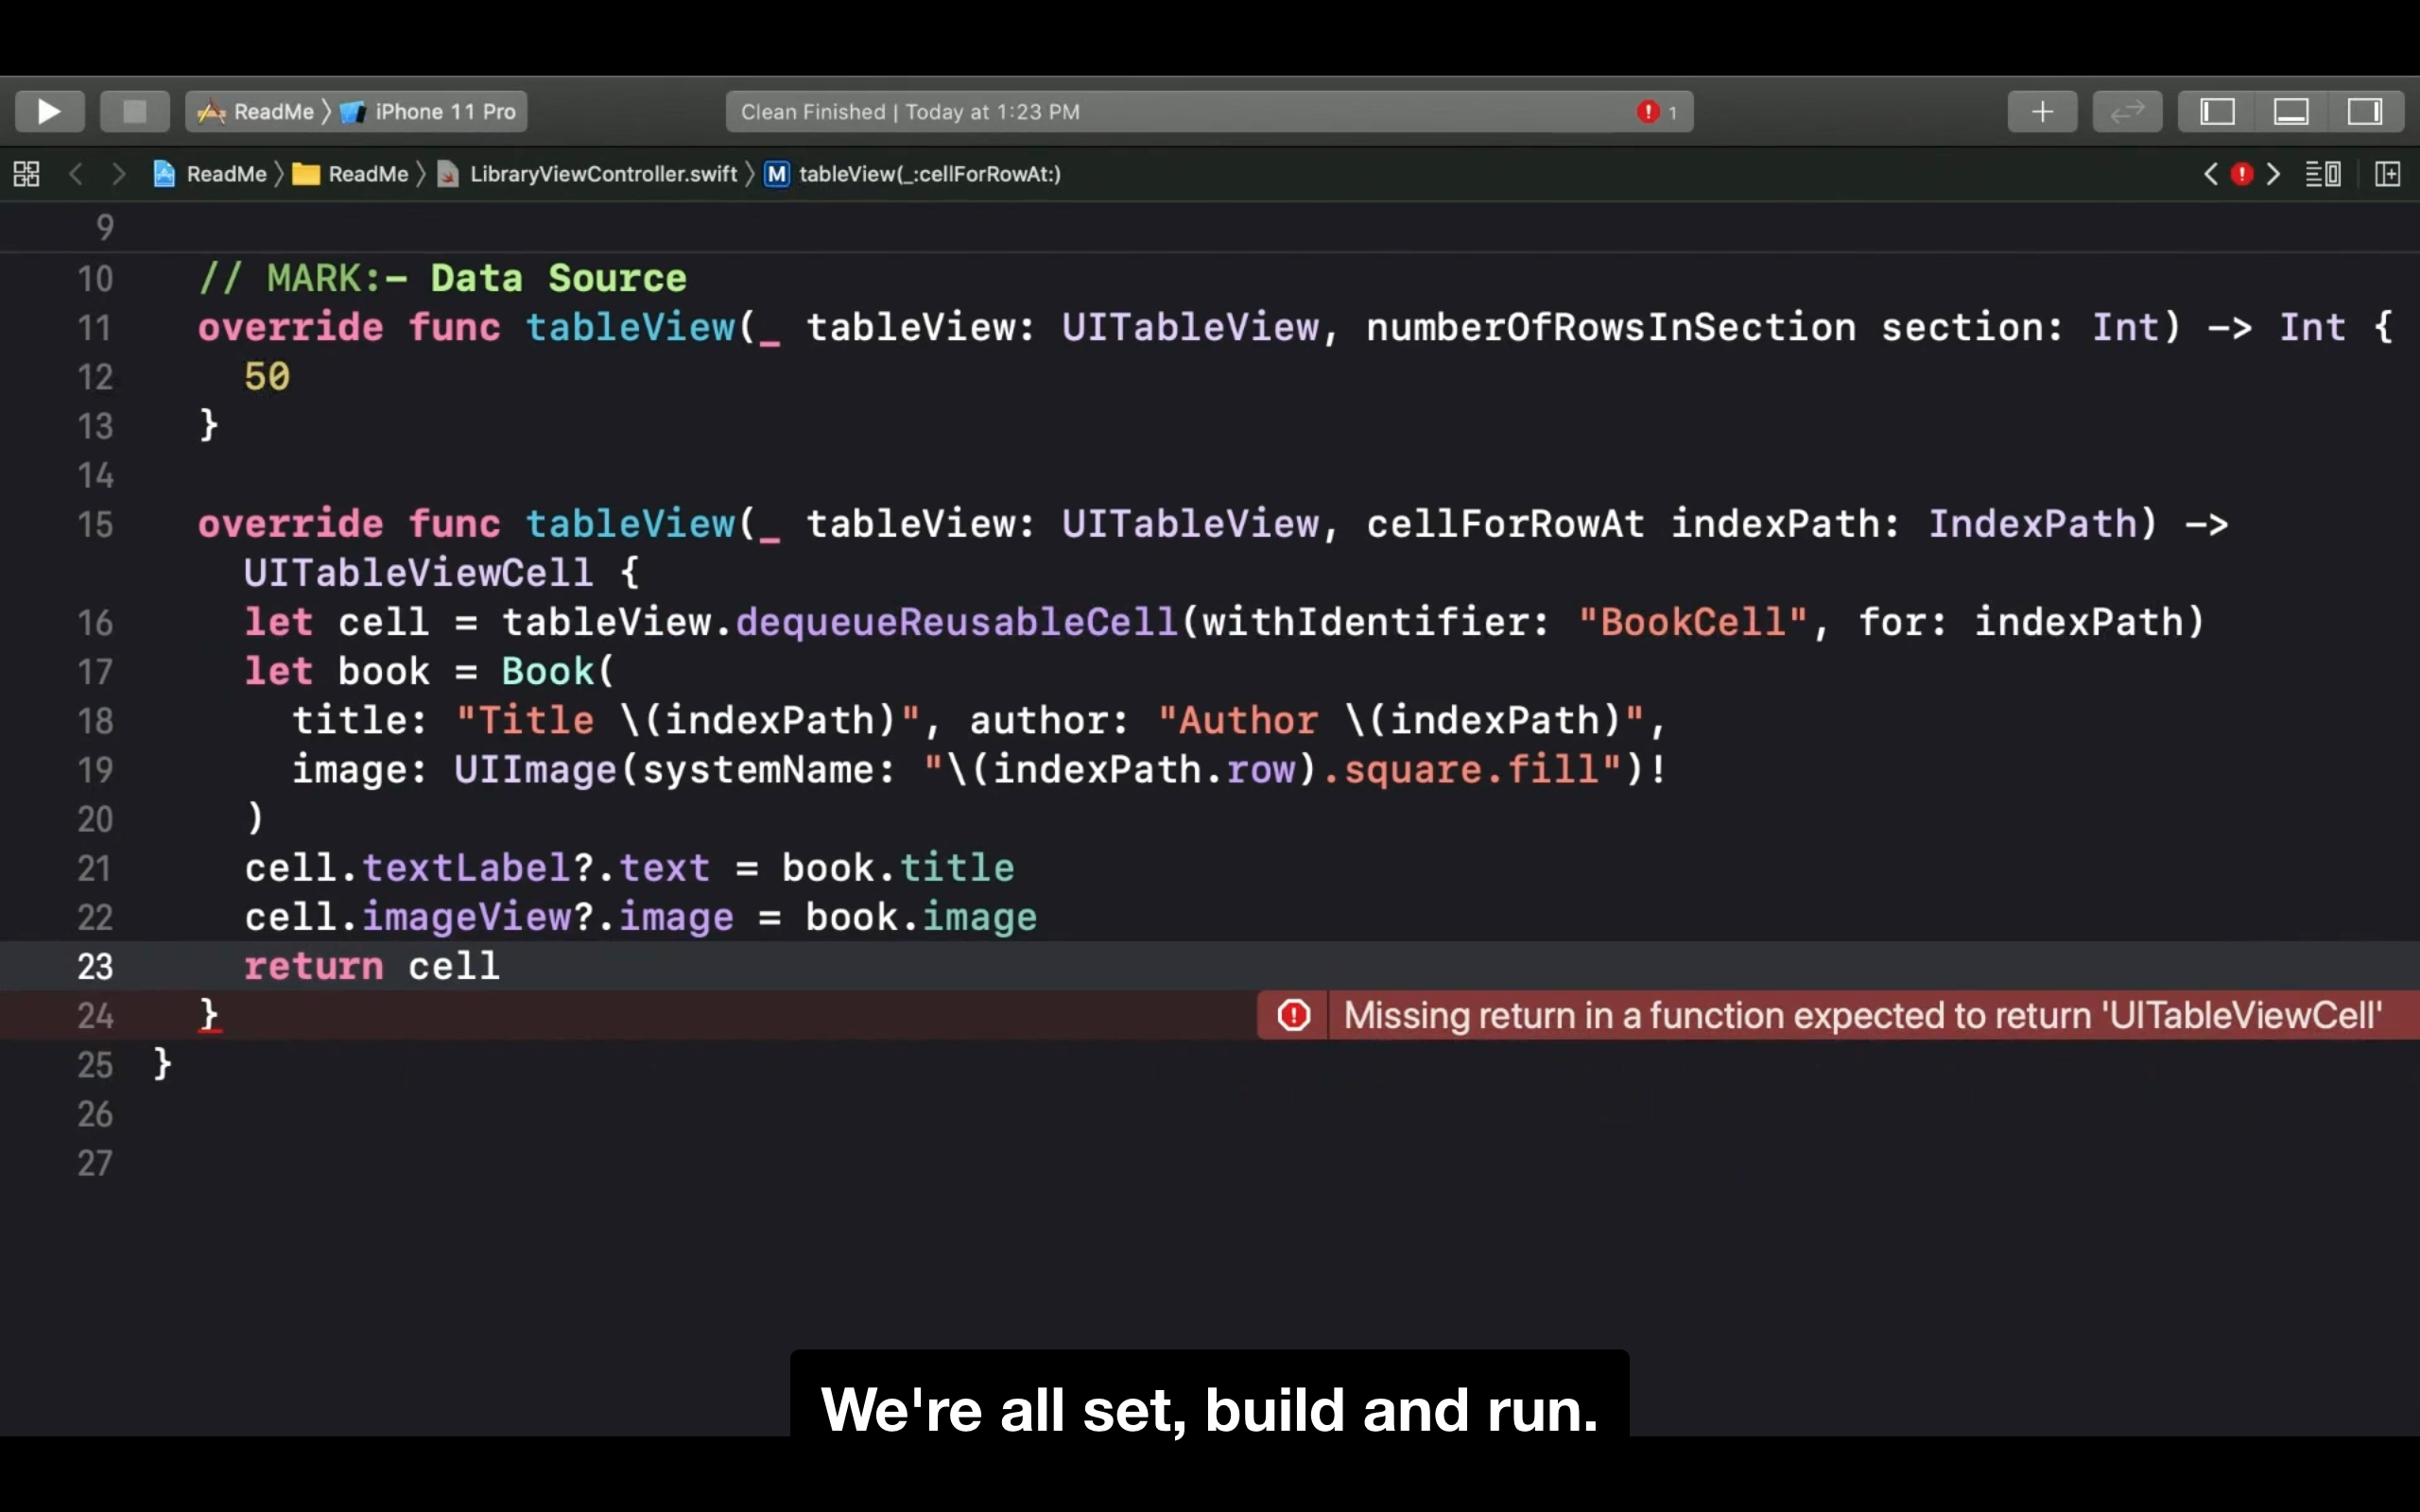 ReadMe 〉 iPhone 11 Pro
Clean Finished | Today at 1:23 PM
1
ReadMe 〉 ReadMe 〉 LibraryViewController.swift 〉 M tableView(_:cellForRowAt:)
9
10 // MARK:- Data Source
11 override func tableView(_ tableView: UITableView, numberOfRowsInSection section: Int) -> Int {
12 50
13 }
14
15 override func tableView(_ tableView: UITableView, cellForRowAt indexPath: IndexPath) ->
UITableViewCell {
16 let cell = tableView.dequeueReusableCell(withIdentifier: "BookCell", for: indexPath)
17 let book = Book(
18 title: "Title \(indexPath)", author: "Author \(indexPath)",
19 image: UIImage(systemName: "\(indexPath.row).square.fill")!
20 )
21 cell.textLabel?.text = book.title
22 cell.imageView?.image = book.image
23 return cell
24 } Missing return in a function expected to return 'UITableViewCell'
25 }
26
27
We're all set, build and run.